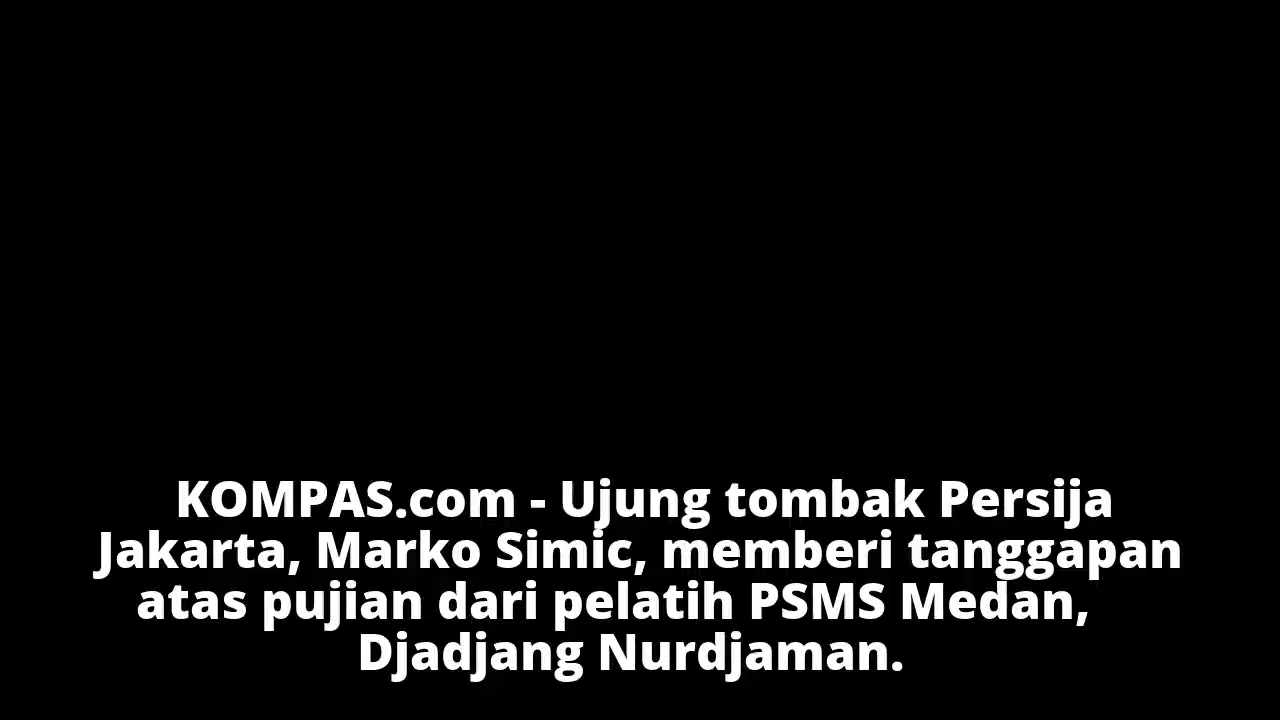 KOMPAS.com - Ujung tombak Persija
Jakarta, Marko Simic, memberi tanggapan
atas pujian dari pelatih PSMS Medan,
Djadjang Nurdjaman.